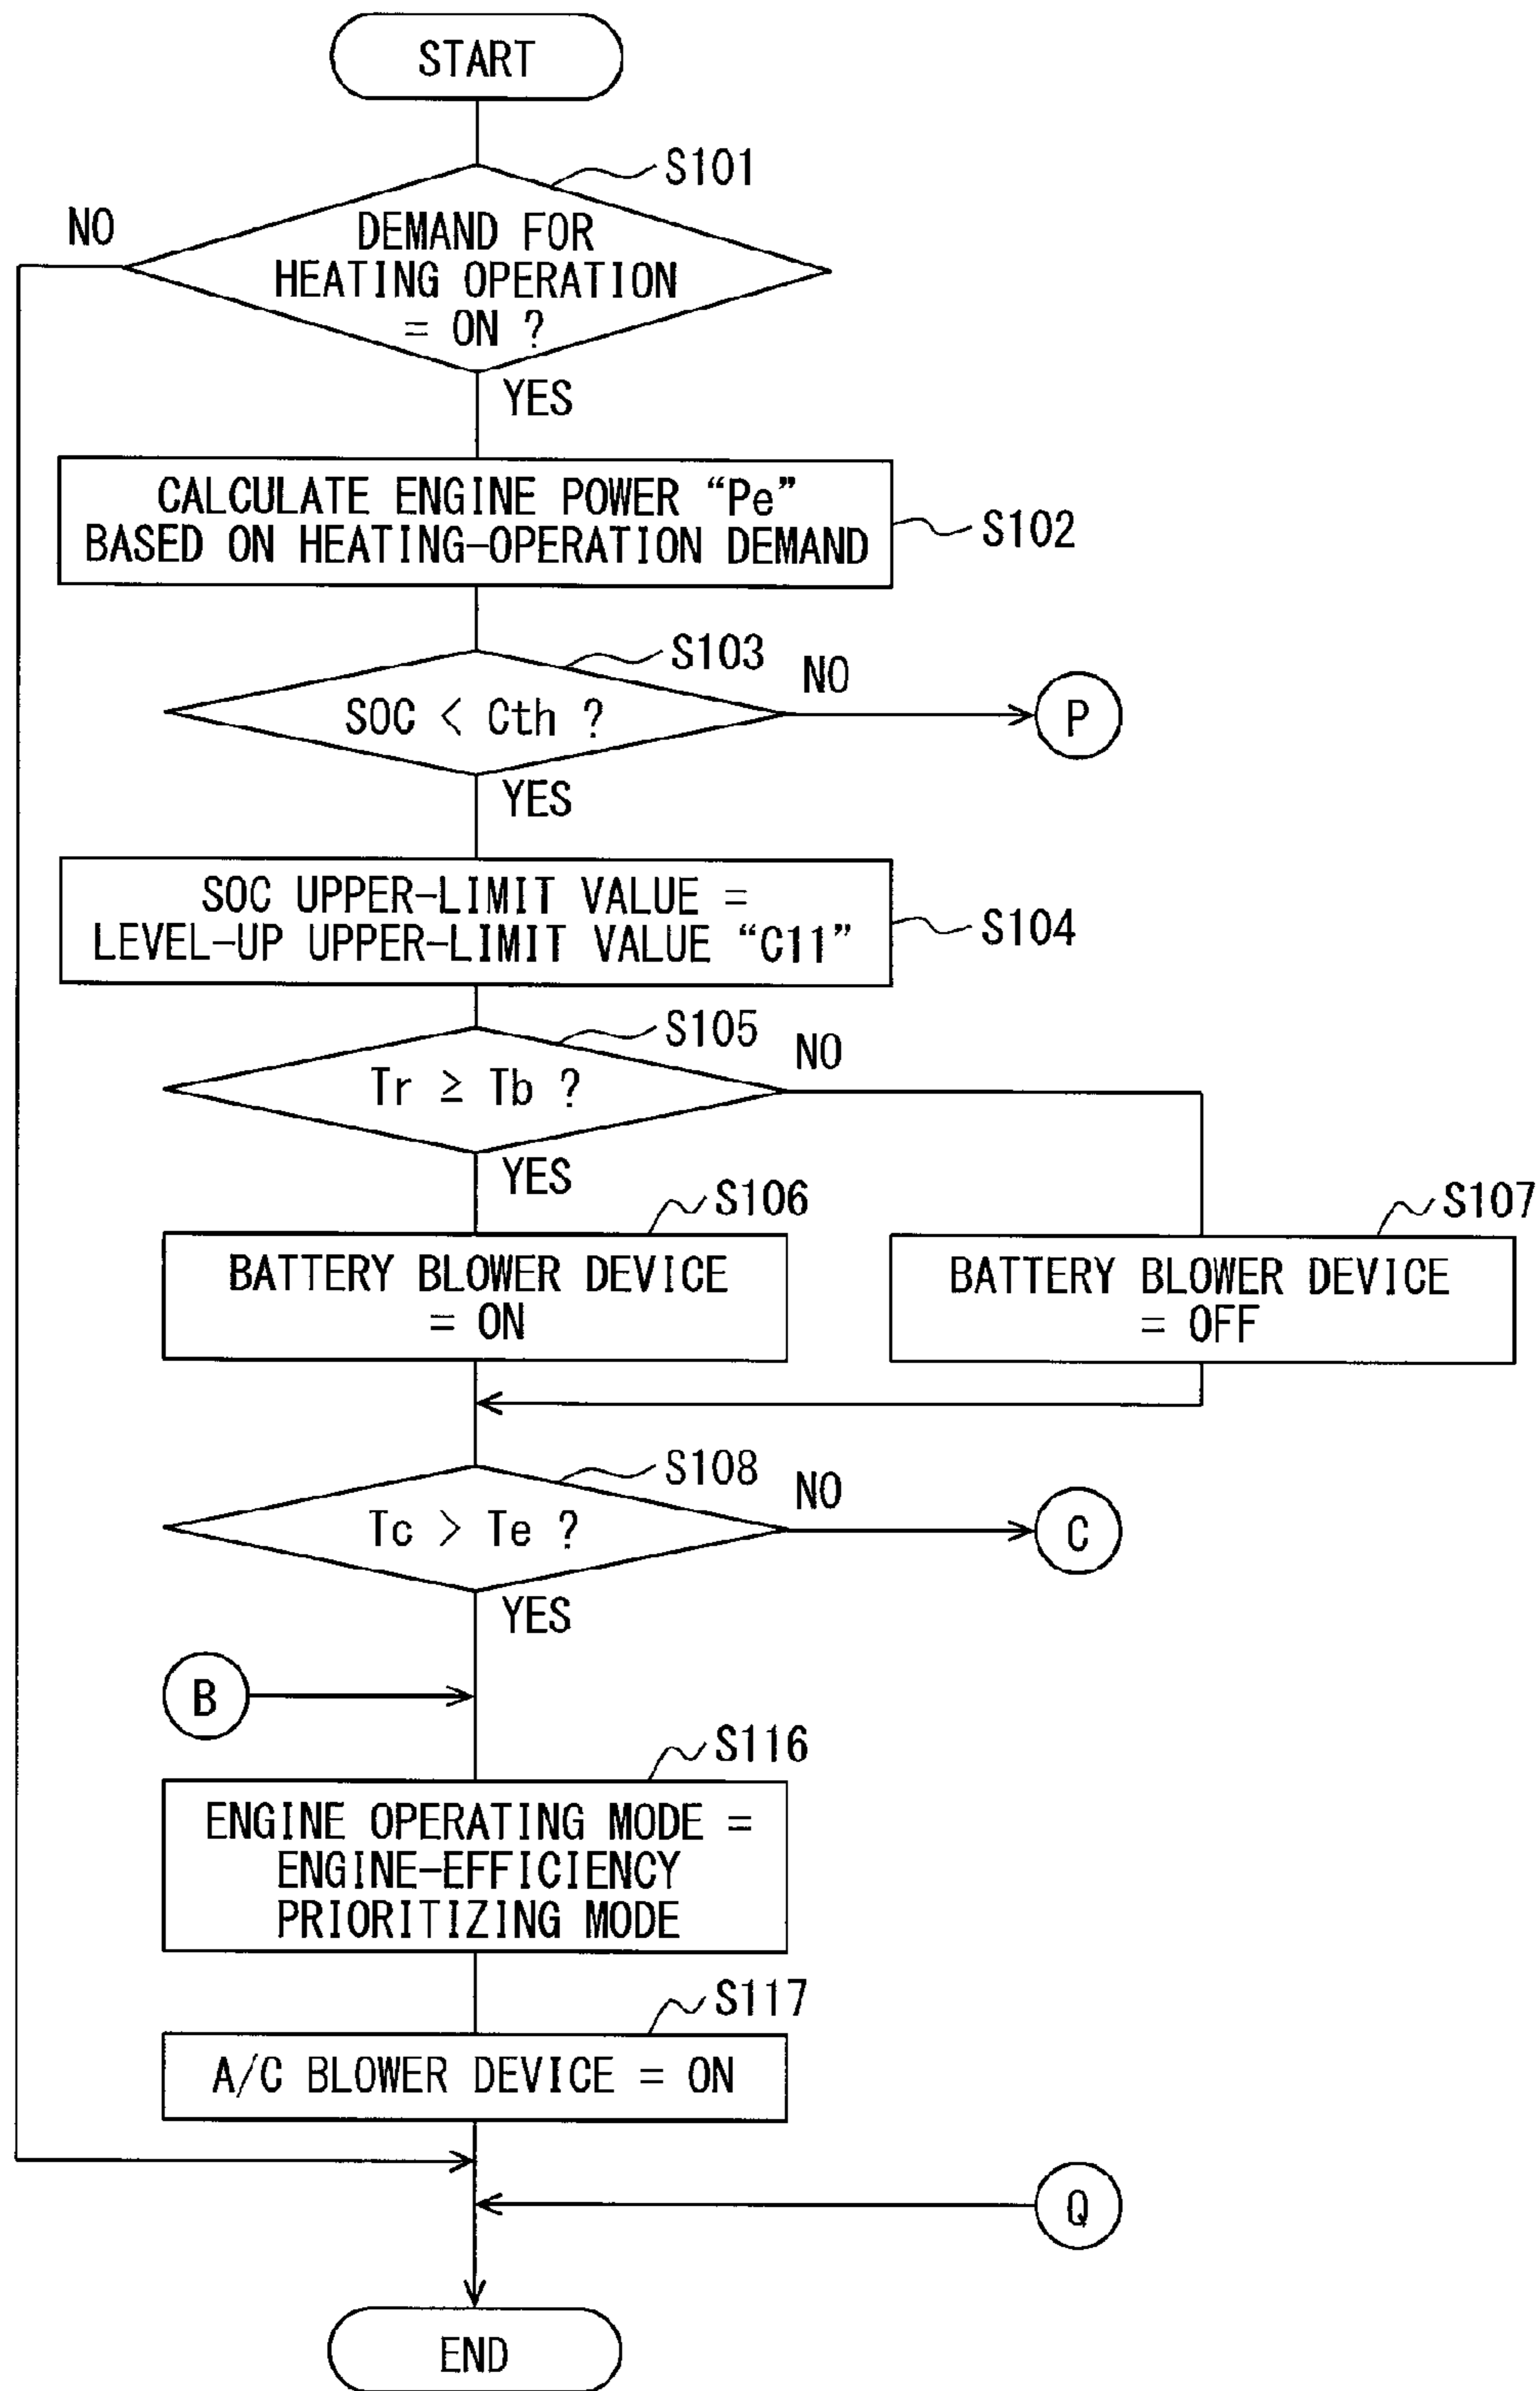 START
S101
NO
DEMAND FOR
HEATING OPERATION
= ON ?
YES
CALCULATE ENGINE POWER “Pe”
BASED ON HEATING-OPERATION DEMAND
S102
S103
NO
SOC < Cth ?
P
YES
SOC UPPER-LIMIT VALUE =
LEVEL-UP UPPER-LIMIT VALUE “C11”
S104
S105
NO
Tr ≥ Tb ?
YES
S106
S107
BATTERY BLOWER DEVICE
= ON
BATTERY BLOWER DEVICE
= OFF
S108
NO
Tc > Te ?
C
YES
B
S116
ENGINE OPERATING MODE =
ENGINE-EFFICIENCY
PRIORITIZING MODE
S117
A/C BLOWER DEVICE = ON
Q
END